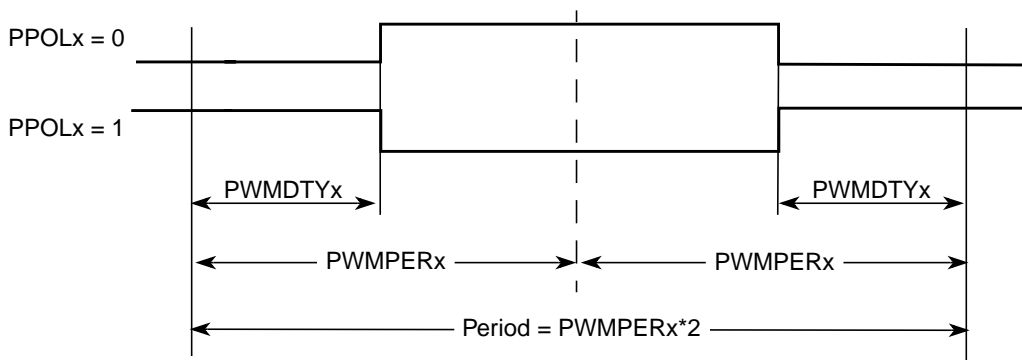 PPOLx = 0
PPOLx = 1
PWMDTYx
PWMDTYx
PWMPERx
PWMPERx
Period = PWMPERx*2